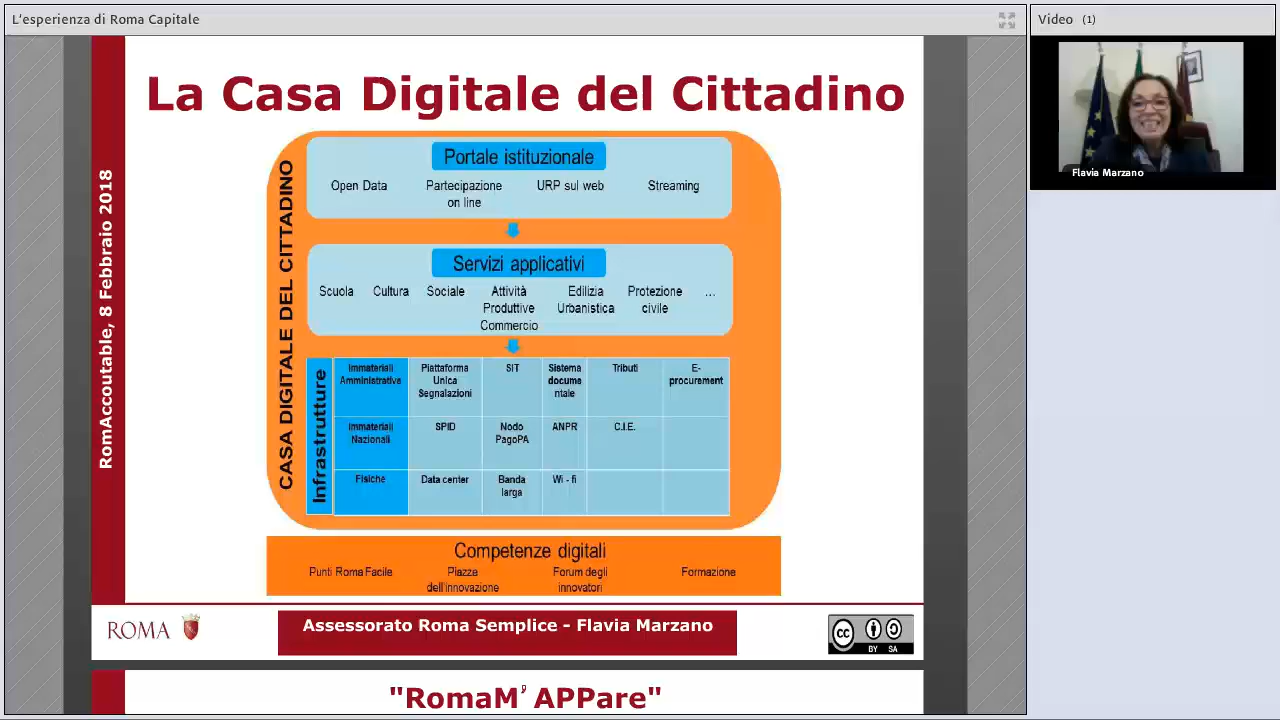 L'esperienza di Roma Capitale
Video (1)
Flavia Marzano
RomAccoutable, 8 Febbraio 2018
La Casa Digitale del Cittadino
CASA DIGITALE DEL CITTADINO
Portale istituzionale
Open Data
Partecipazione
on line
URP sul web
Streaming
Servizi applicativi
Scuola
Cultura
Sociale
Attività
Produttive
Commercio
Edilizia
Urbanistica
Protezione
civile
...
Infrastrutture
Immateriali
Amministrative
Piattaforma
Unica
Segnalazioni
SIT
Sistema
docume
ntale
Tributi
E-
procurement
Immateriali
Nazionali
SPID
Nodo
PagoPA
ANPR
C.I.E.
Fisiche
Data center
Banda
larga
Wi - fi
Competenze digitali
Punti Roma Facile
Piazza
dell'innovazione
Forum degli
innovatori
Formazione
ROMA
Assessorato Roma Semplice - Flavia Marzano
cc
BY SA
"RomaM'APPare"